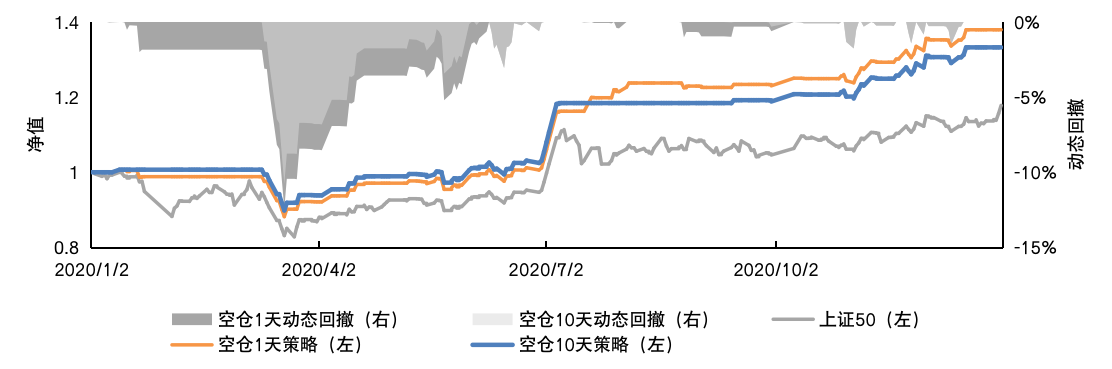 1.4 0%
1.2 -5%
净值 动态回撤
1 -10%
0.8 -15%
2020/1/2 2020/4/2 2020/7/2 2020/10/2
空仓1天动态回撤（右） 空仓10天动态回撤（右） 上证50（左）
空仓1天策略（左） 空仓10天策略（左）